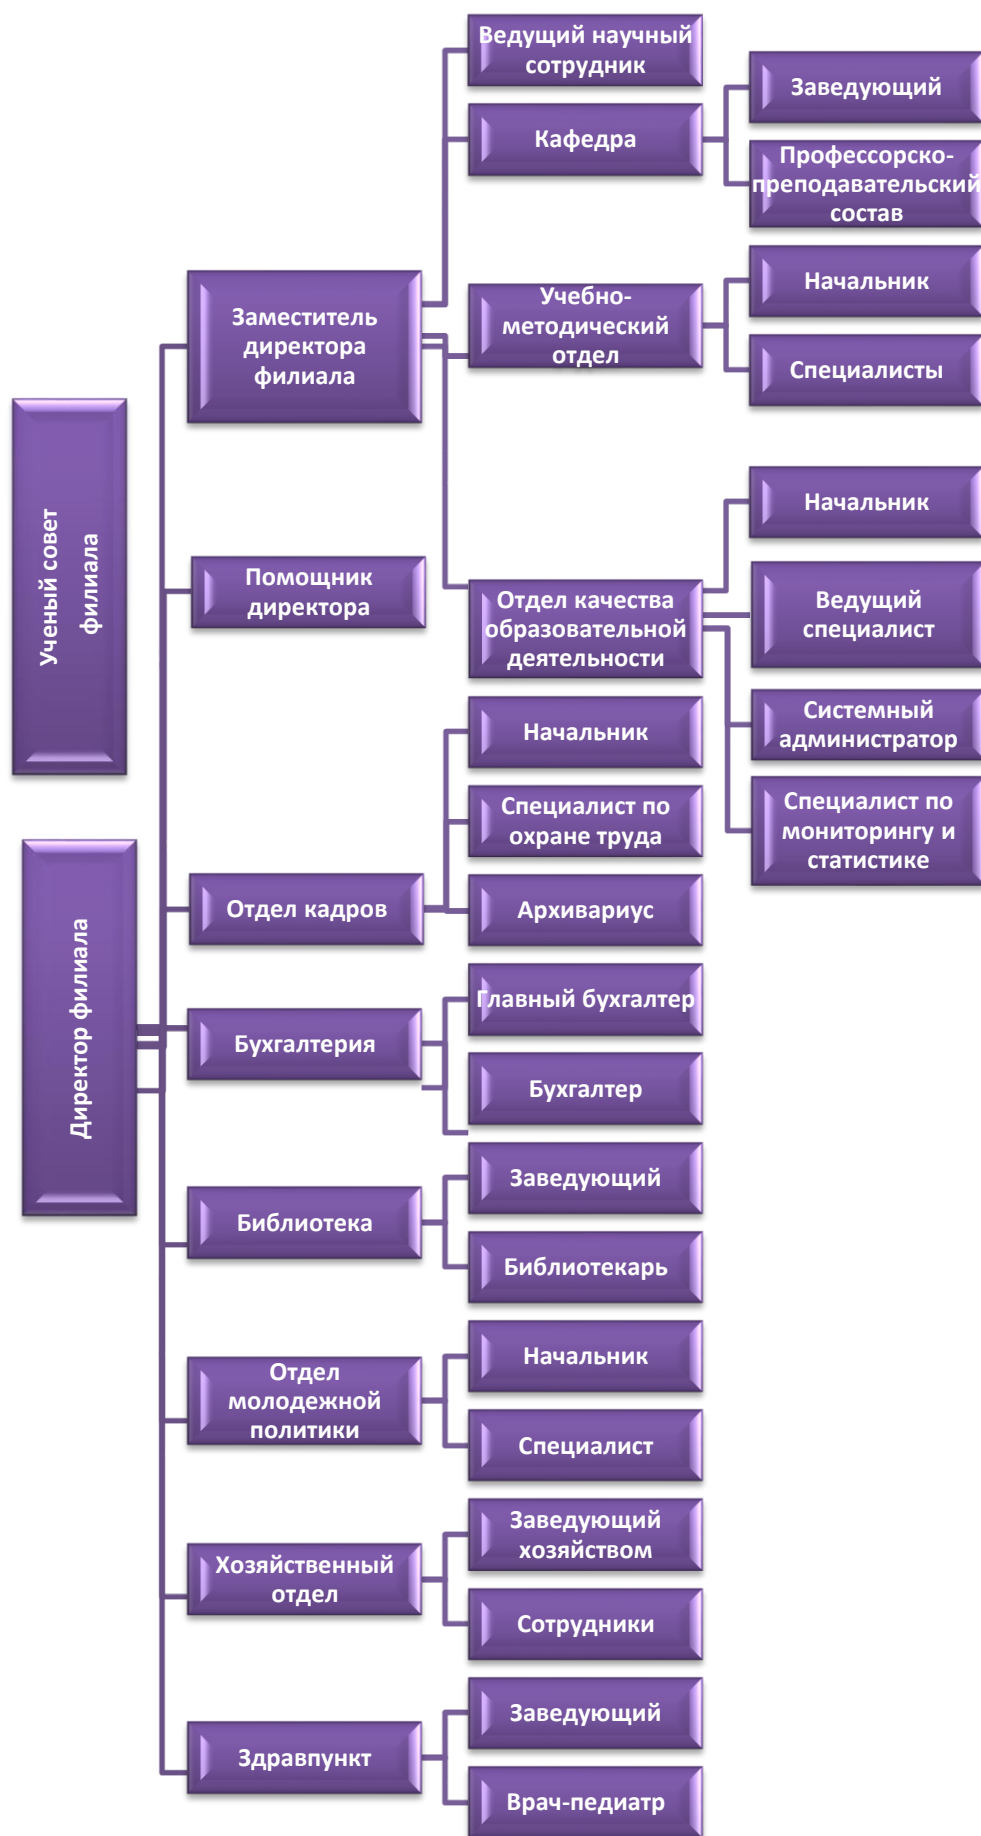 Ученый совет
филиала
Директор филиала
Заместитель
директора
филиала
Ведущий научный
сотрудник
Кафедра
Заведующий
Профессорско-
преподавательский
состав
Учебно-
методический
отдел
Начальник
Специалисты
Отдел качества
образовательной
деятельности
Начальник
Ведущий
специалист
Системный
администратор
Специалист по
мониторингу и
статистике
Помощник
директора
Отдел кадров
Начальник
Специалист по
охране труда
Архивариус
Бухгалтерия
Главный бухгалтер
Бухгалтер
Библиотека
Заведующий
Библиотекарь
Отдел
молодежной
политики
Начальник
Специалист
Хозяйственный
отдел
Заведующий
хозяйством
Сотрудники
Здравпункт
Заведующий
Врач-педиатр